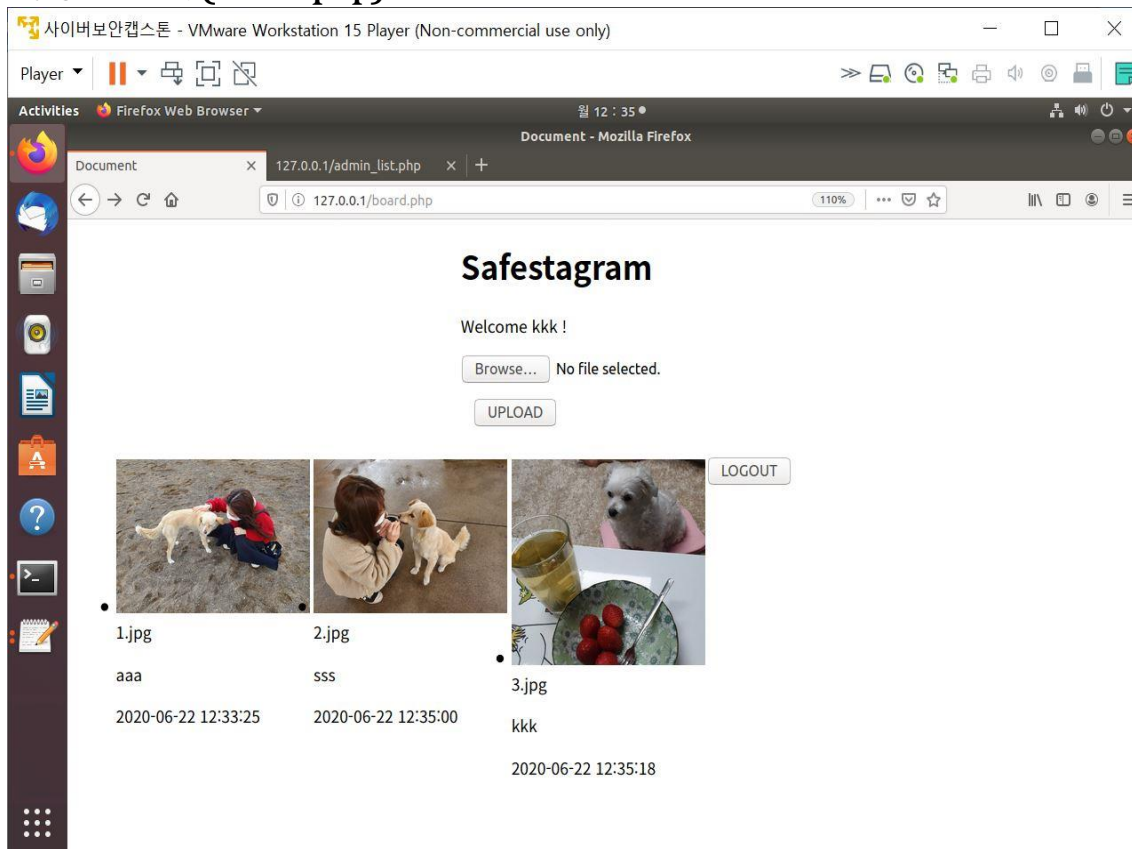 사이버보안캡스톤 - VMware Workstation 15 Player (Non-commercial use only)
Player
Activities Firefox Web Browser
월 12 : 35
Document - Mozilla Firefox
Document
127.0.0.1/admin_list.php
127.0.0.1/board.php
110%
Safestagram
Welcome kkk !
Browse... No file selected.
UPLOAD
LOGOUT
1.jpg
aaa
2020-06-22 12:33:25
2.jpg
sss
2020-06-22 12:35:00
3.jpg
kkk
2020-06-22 12:35:18